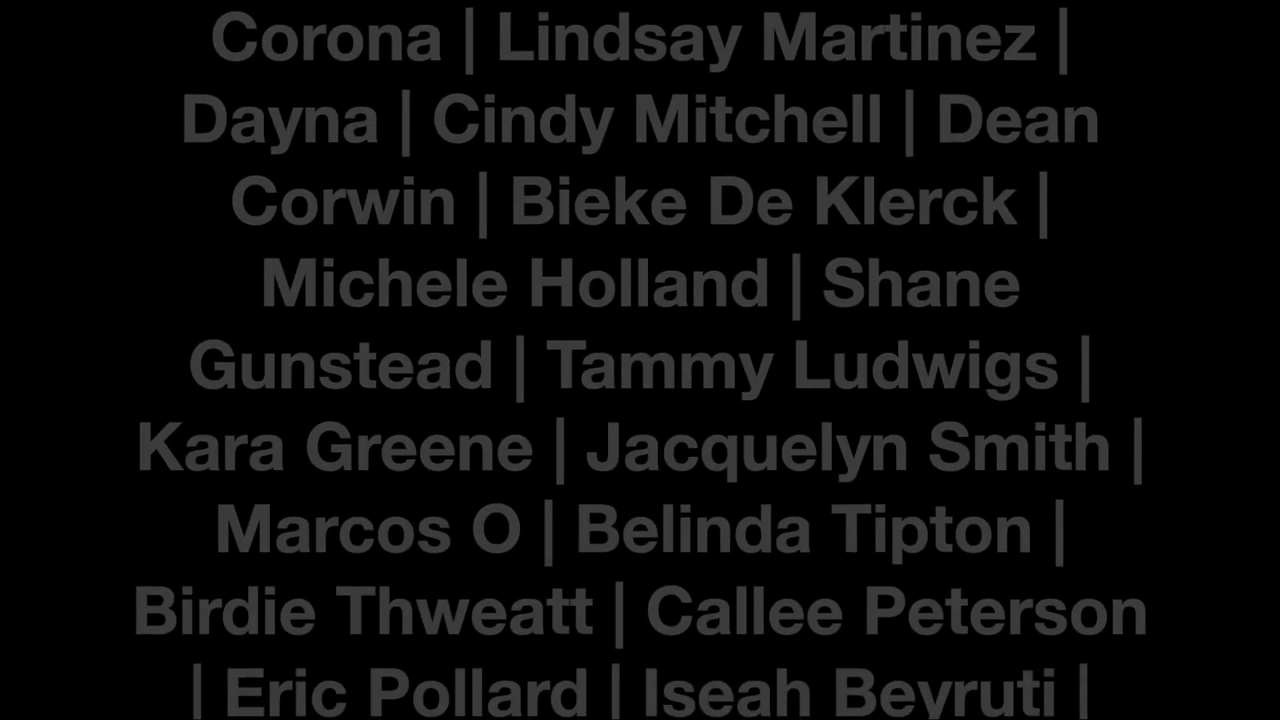 Corona | Lindsay Martinez |
Dayna | Cindy Mitchell | Dean
Corwin | Bieke De Klerck |
Michele Holland | Shane
Gunstead | Tammy Ludwigs |
Kara Greene | Jacquelyn Smith |
Marcos O | Belinda Tipton |
Birdie Thweatt | Callee Peterson
| Eric Pollard | Iseah Beyruti |